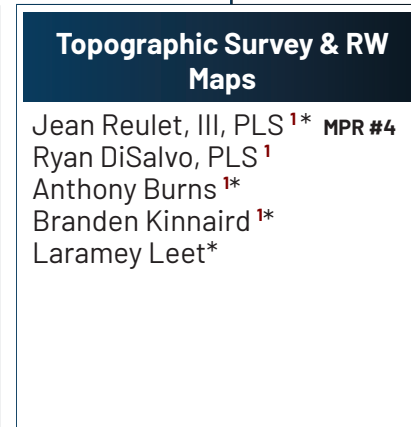 Topographic Survey & RW
Maps
Jean Reulet, III, PLS 1* MPR #4
Ryan DiSalvo, PLS 1
Anthony Burns 1*
Branden Kinnaird 1*
Laramey Leet*